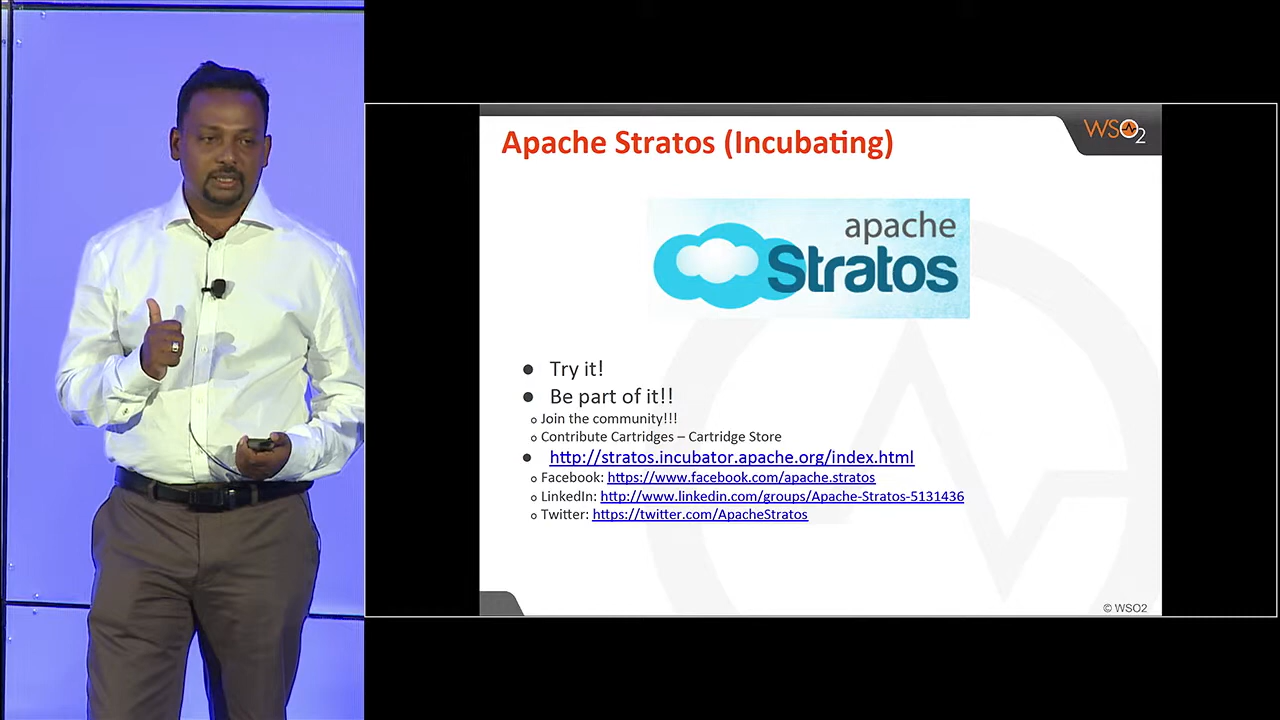 Apache Stratos (Incubating)
WSO2
apache
Stratos
● Try it!
● Be part of it!!
o Join the community!!!
o Contribute Cartridges – Cartridge Store
● http://stratos.incubator.apache.org/index.html
o Facebook: https://www.facebook.com/apache.stratos
o LinkedIn: http://www.linkedin.com/groups/Apache-Stratos-5131436
o Twitter: https://twitter.com/ApacheStratos
© WSO2